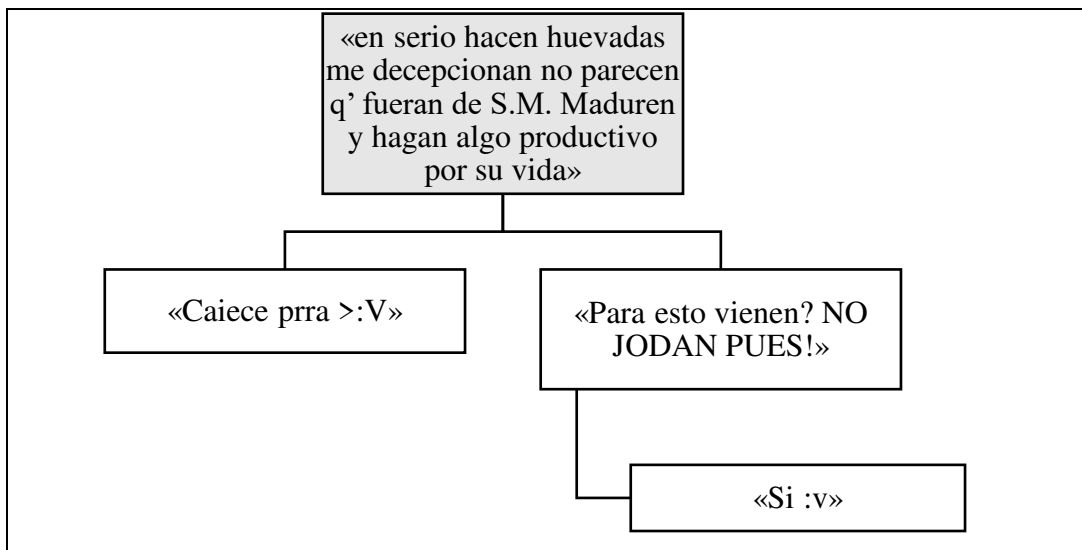 «en serio hacen huevadas
me decepcionan no parecen
q’ fueran de S.M. Maduren
y hagan algo productivo
por su vida»
«Caiece prra >:V»
«Para esto vienen? NO
JODAN PUES!»
«Si :v»